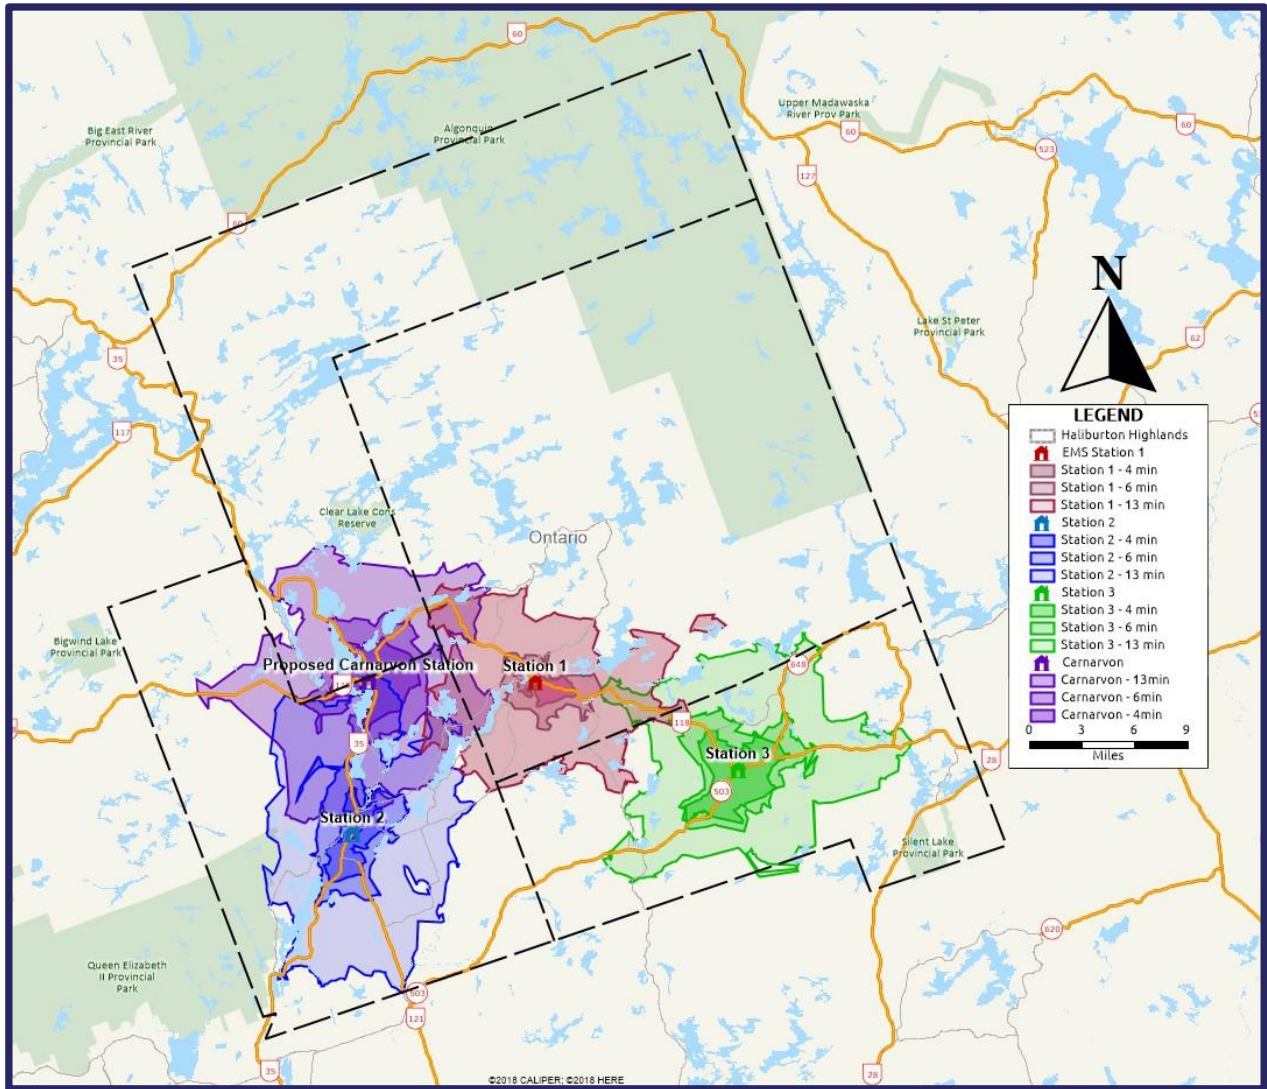 60
Upper Madawaska
River Prov Park
Big East River
Provincial Park
Algonquin
Provincial Park
60
60
523
127
60
N
Lake St Peter
Provincial Park
62
35
117
LEGEND
Haliburton Highlands
EMS Station 1
Station 1 - 4 min
Station 1 - 6 min
Station 1 - 13 min
Station 2
Station 2 - 4 min
Station 2 - 6 min
Station 2 - 13 min
Station 3
Station 3 - 4 min
Station 3 - 6 min
Station 3 - 13 min
Carnarvon
Carnarvon - 13min
Carnarvon - 6min
Carnarvon - 4min
0 3 6 9
Miles
Clear Lake Cons
Reserve
Ontario
Bigwind Lake
Provincial Park
Proposed Carnarvon Station
Station 1
648
118
35
Station 3
28
503
Station 2
Silent Lake
Provincial Park
620
Queen Elizabeth
II Provincial
Park
503
121
35
28
©2018 CALIPER; ©2018 HERE